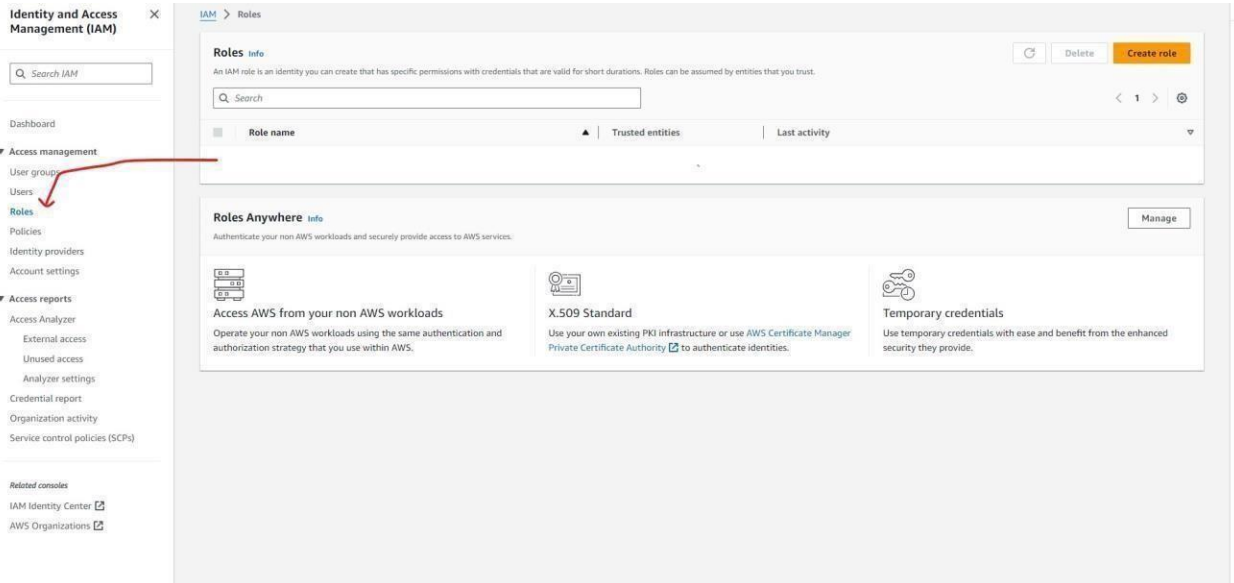 Identity and Access
Management (IAM)
Search IAM
Dashboard
Access management
User groups
Users
Roles
Policies
Identity providers
Account settings
Access reports
Access Analyzer
External access
Unused access
Analyzer settings
Credential report
Organization activity
Service control policies (SCPs)
Related consoles
IAM Identity Center
AWS Organizations
IAM > Roles
Roles Info
Delete
Create role
An IAM role is an identity you can create that has specific permissions with credentials that are valid for short durations. Roles can be assumed by entities that you trust.
Search
1
Role name
Trusted entities
Last activity
Roles Anywhere Info
Manage
Authenticate your non AWS workloads and securely provide access to AWS services.
Access AWS from your non AWS workloads
Operate your non AWS workloads using the same authentication and
authorization strategy that you use within AWS.
X.509 Standard
Use your own existing PKI infrastructure or use AWS Certificate Manager
Private Certificate Authority to authenticate identities.
Temporary credentials
Use temporary credentials with ease and benefit from the enhanced
security they provide.